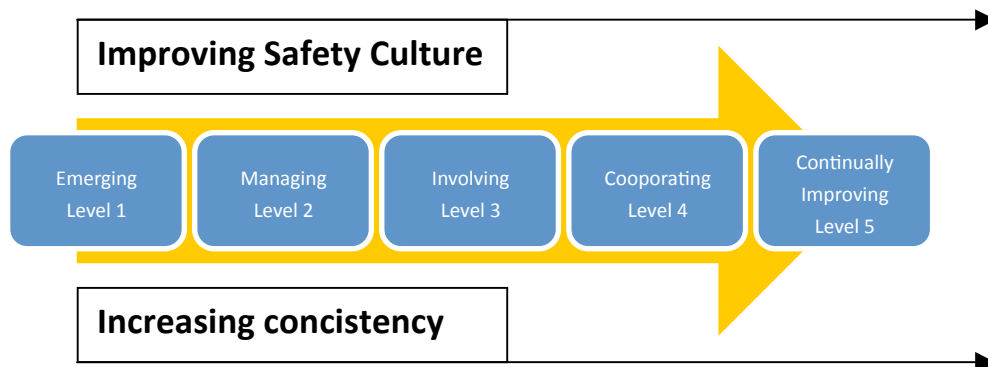 Improving Safety Culture
Emerging
Level 1
Managing
Level 2
Involving
Level 3
Cooporating
Level 4
Continually
Improving
Level 5
Increasing concistency